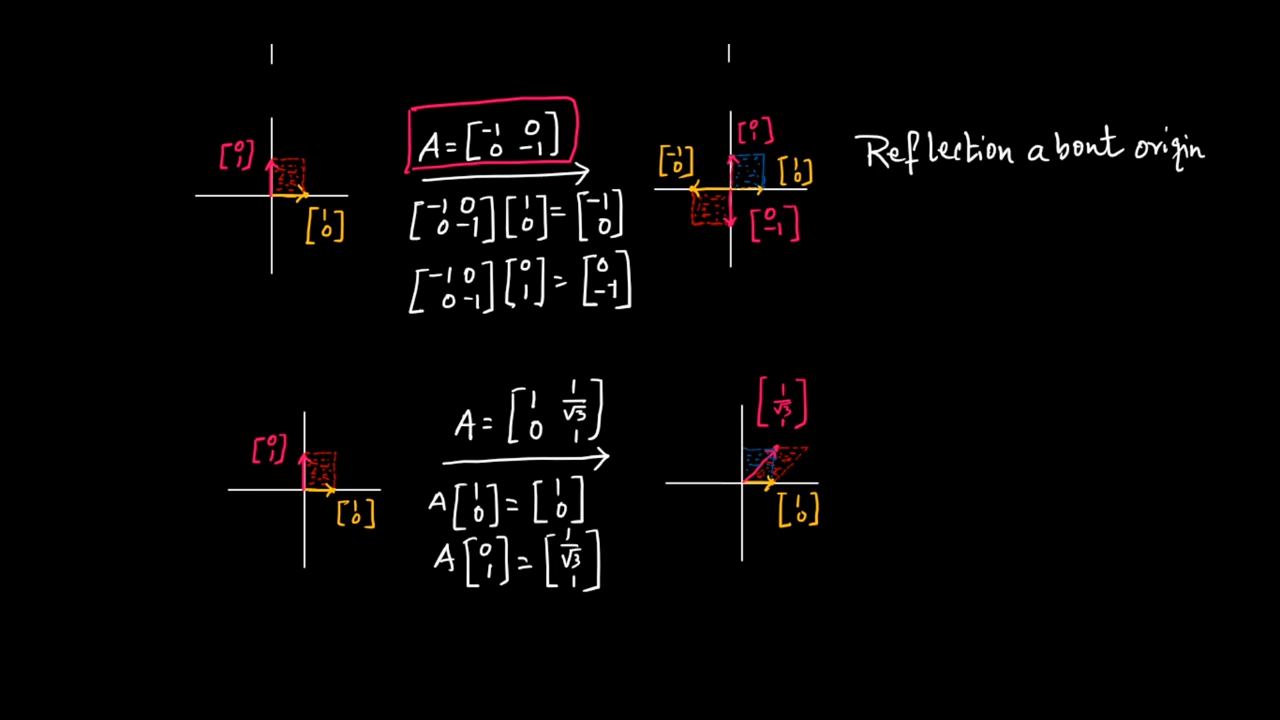 [0 1]
[1 0]
A = [-1 0 0 -1]
[-1 0 0 -1] [1 0] = [-1 0]
[-1 0 0 -1] [0 1] = [0 -1]
[0 1]
[-1 0]
[1 0]
[0 -1]
Reflection about origin
[0 1]
[1 0]
A = [1 1/√3 0 1]
A [1 0] = [1 0]
A [0 1] = [1/√3 1]
[1/√3 1]
[1 0]